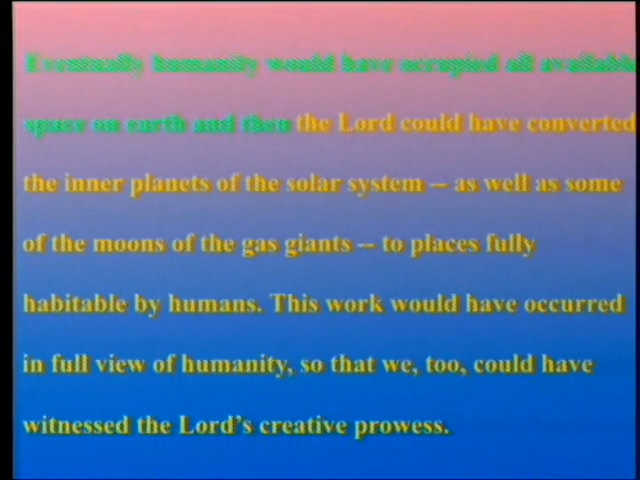 Eventually humanity would have occupied all available
space on earth and then the Lord could have converted
the inner planets of the solar system -- as well as some
of the moons of the gas giants -- to places fully
habitable by humans. This work would have occurred
in full view of humanity, so that we, too, could have
witnessed the Lord's creative prowess.